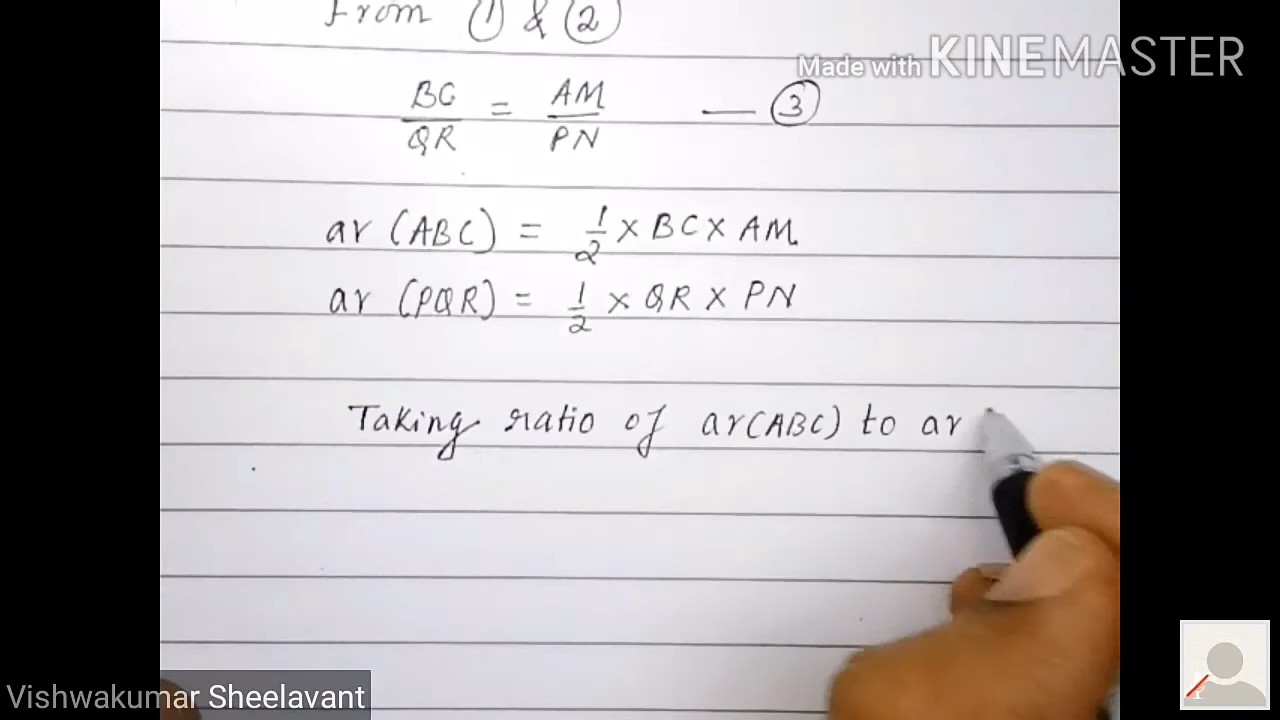 From ① & ②
Made with KINEMASTER
BC/QR = AM/PN — ③
ar (ABC) = 1/2 × BC × AM
ar (PQR) = 1/2 × QR × PN
Taking ratio of ar(ABC) to ar
Vishwakumar Sheelavant